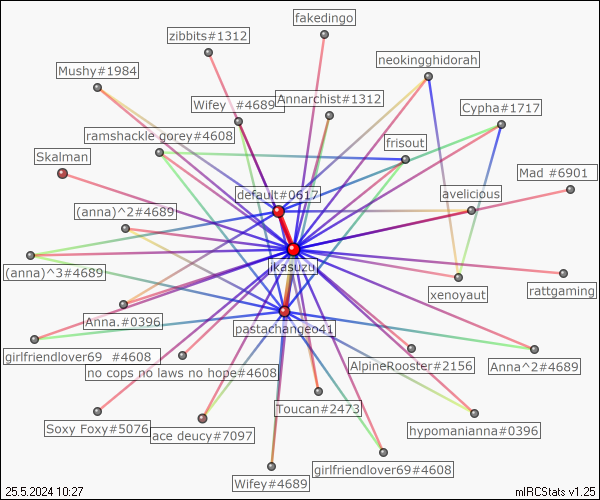 fakedingo
zibbits#1312
neokingghidorah
Mushy#1984
Wifey  #4689
Annarchist#1312
Cypha#1717
ramshackle gorey#4608
frisout
Skalman
Mad #6901
default#0617
avelicious
(anna)^2#4689
ikasuzu
(anna)^3#4689
xenoyaut
rattgaming
Anna.#0396
pastachangeo41
girlfriendlover69  #4608
no cops no laws no hope#4608
AlpineRooster#2156
Anna^2#4689
Toucan#2473
Soxy Foxy#5076
ace deucy#7097
hypomanianna#0396
Wifey#4689
girlfriendlover69#4608
25.5.2024 10:27
mIRCStats v1.25